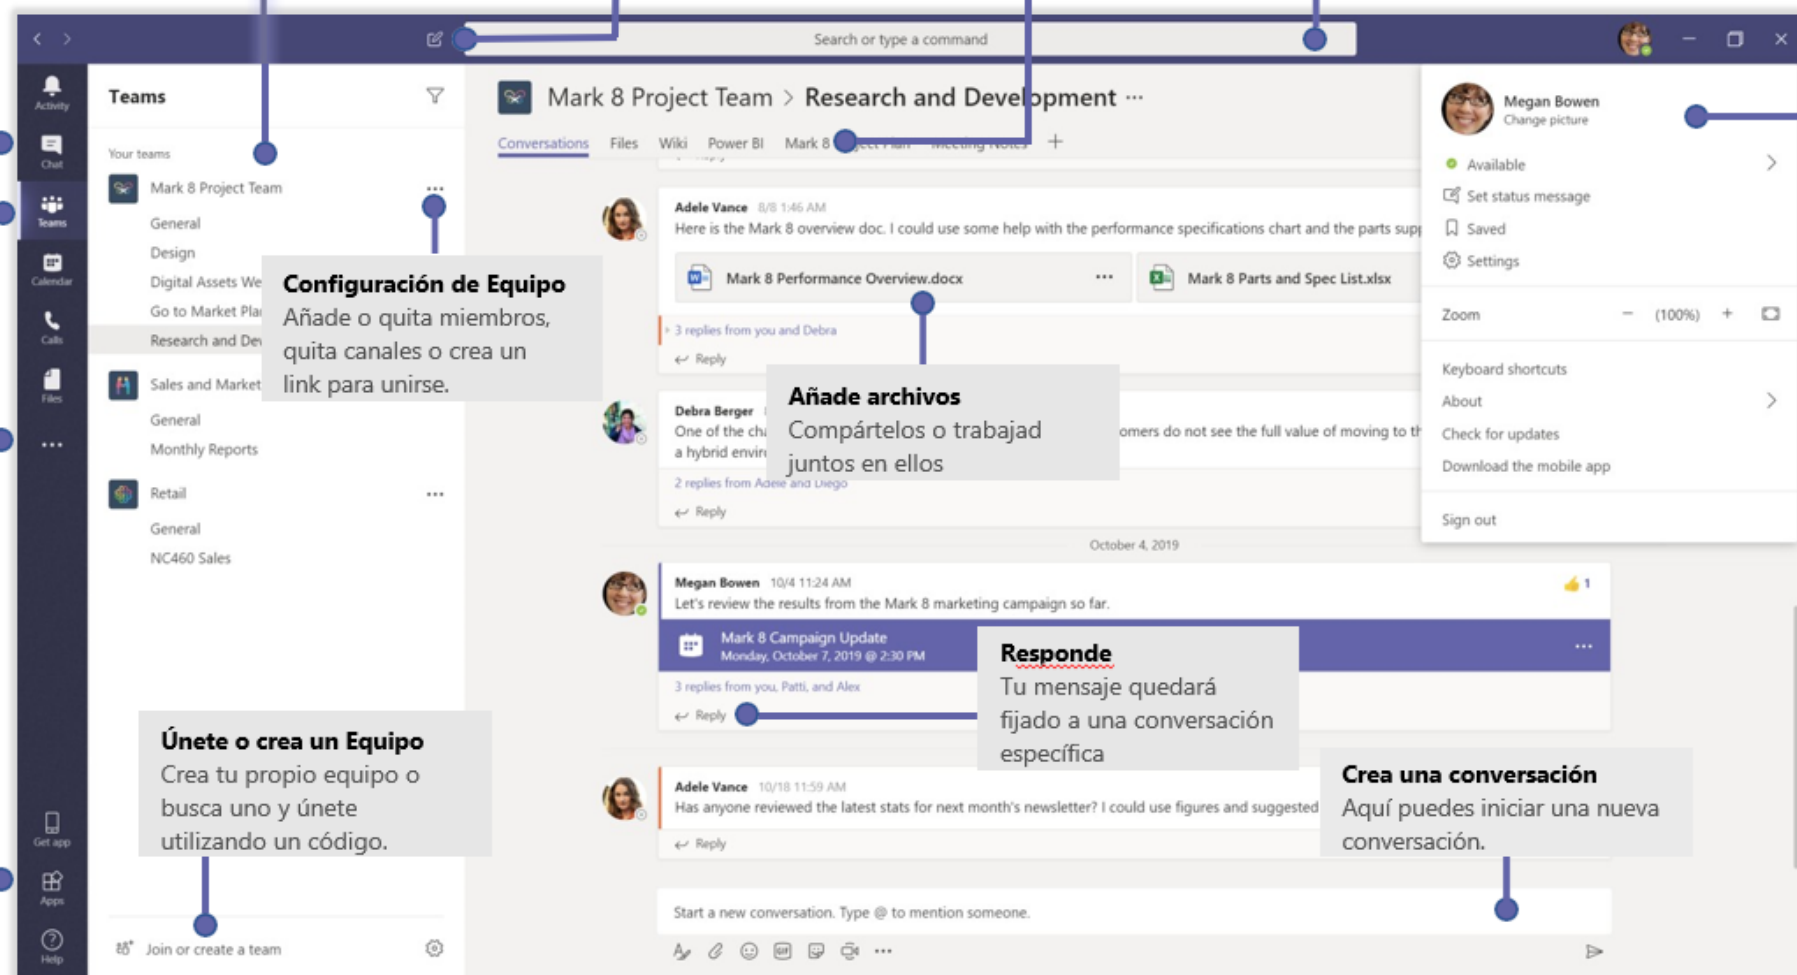 Search or type a command
Activity
Chat
Teams
Calendar
Calls
Files
Get app
Apps
Help
Teams
Your teams
Mark 8 Project Team
General
Design
Digital Assets We
Go to Market Pla
Research and De
Sales and Market
General
Monthly Reports
Retail
General
NC460 Sales
Join or create a team
Configuración de Equipo
Añade o quita miembros,
quita canales o crea un
link para unirse.
Únete o crea un Equipo
Crea tu propio equipo o
busca uno y únete
utilizando un código.
Mark 8 Project Team > Research and Development ...
Conversations Files Wiki Power BI Mark 8 Plan Meeting Notes +
Adele Vance 8/8 1:46 AM
Here is the Mark 8 overview doc. I could use some help with the performance specifications chart and the parts sup
Mark 8 Performance Overview.docx
Mark 8 Parts and Spec List.xlsx
3 replies from you and Debra
Reply
Añade archivos
Compártelos o trabajad
juntos en ellos
Debra Berger
One of the cha omers do not see the full value of moving to th
a hybrid envir
2 replies from Adele and Diego
Reply
October 4, 2019
Megan Bowen 10/4 11:24 AM
👍 1
Let's review the results from the Mark 8 marketing campaign so far.
Mark 8 Campaign Update
Monday, October 7, 2019 @ 2:30 PM
3 replies from you, Patti, and Alex
Reply
Responde
Tu mensaje quedará
fijado a una conversación
específica
Adele Vance 10/18 11:59 AM
Has anyone reviewed the latest stats for next month's newsletter? I could use figures and suggested
Reply
Crea una conversación
Aquí puedes iniciar una nueva
conversación.
Start a new conversation. Type @ to mention someone.
GIF
Megan Bowen
Change picture
Available
Set status message
Saved
Settings
Zoom − (100%) +
Keyboard shortcuts
About
Check for updates
Download the mobile app
Sign out